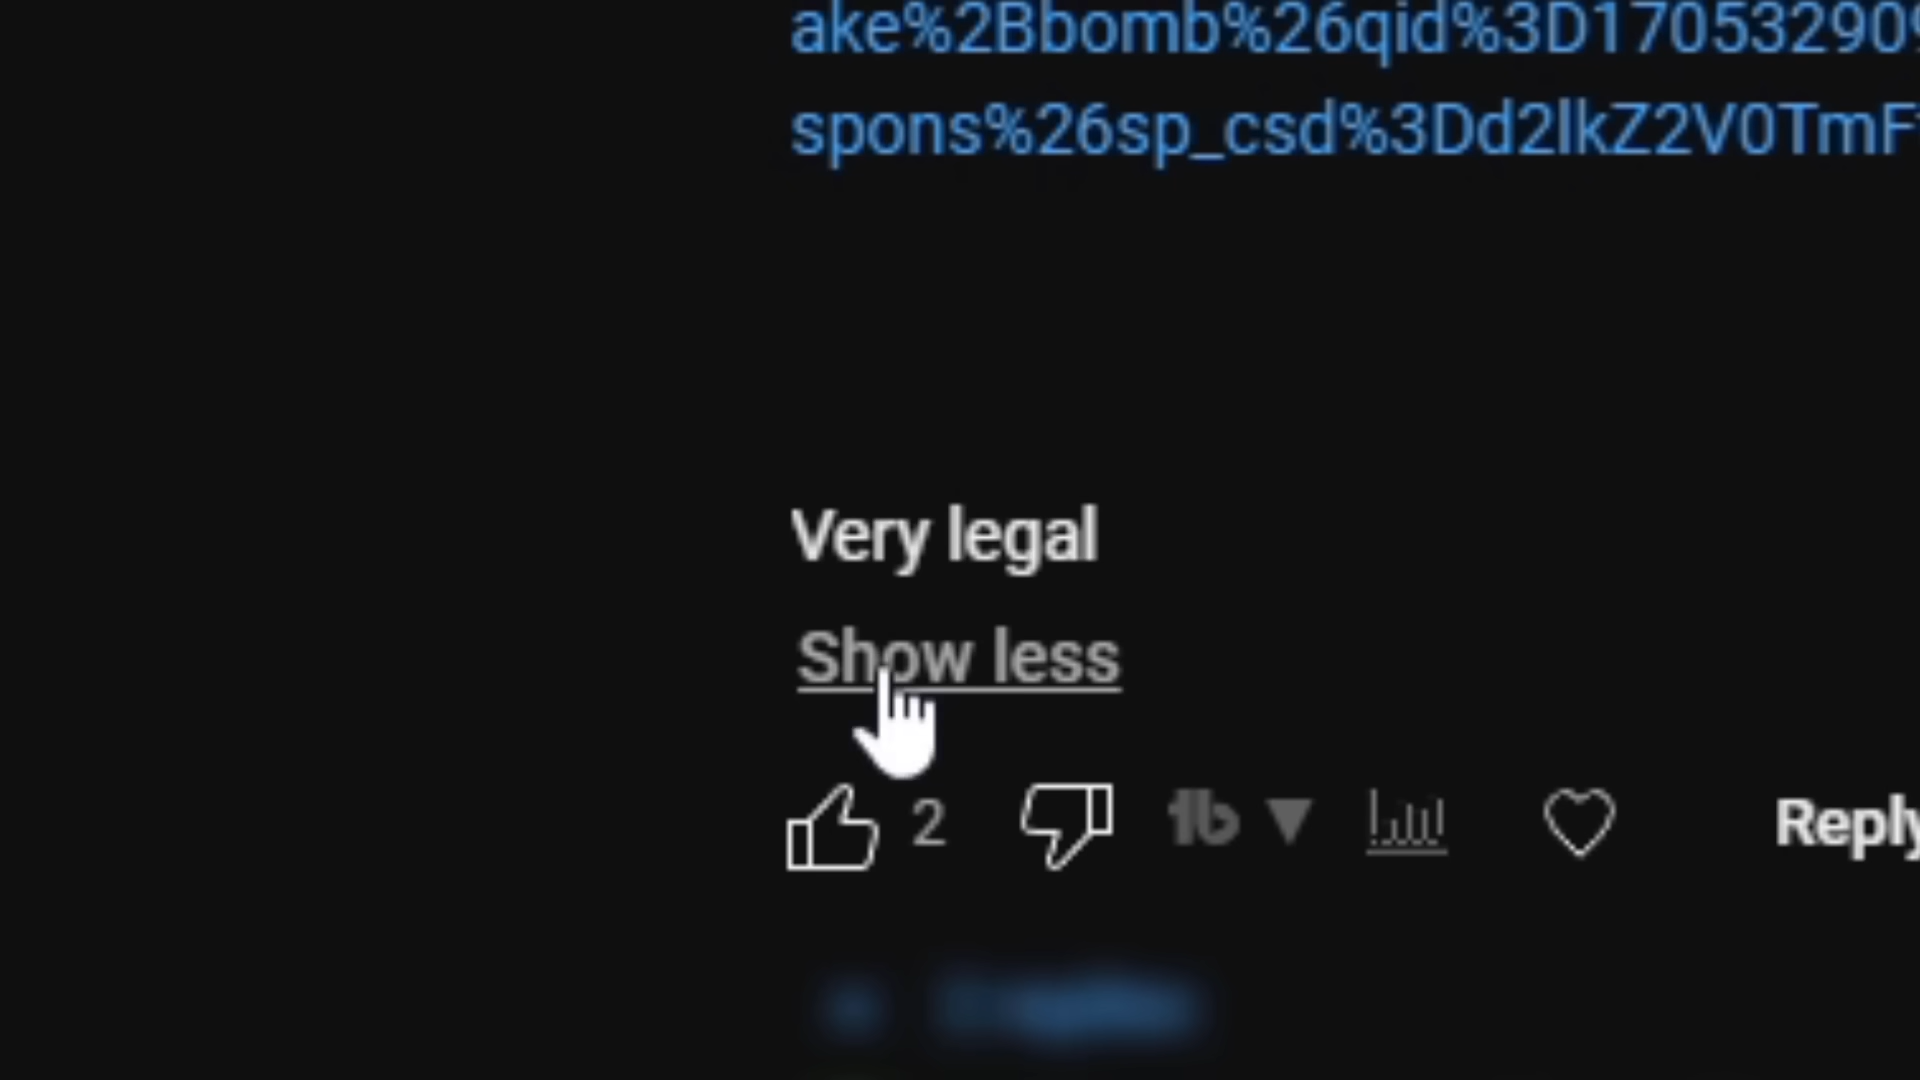 ake%2Bbomb%26qid%3D170532909
spons%26sp_csd%3Dd2lkZ2V0TmF
Very legal
Show less
2
Reply